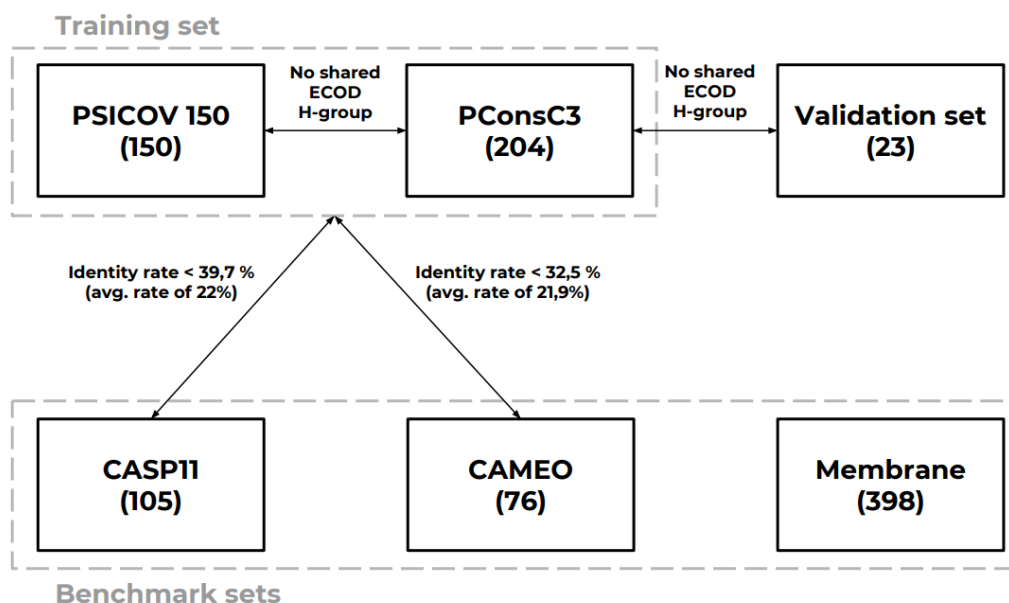 Training set
PSICOV 150
(150)
No shared
ECOD
H-group
PConsC3
(204)
No shared
ECOD
H-group
Validation set
(23)
Identity rate < 39,7 %
(avg. rate of 22%)
Identity rate < 32,5 %
(avg. rate of 21,9%)
CASP11
(105)
CAMEO
(76)
Membrane
(398)
Benchmark sets